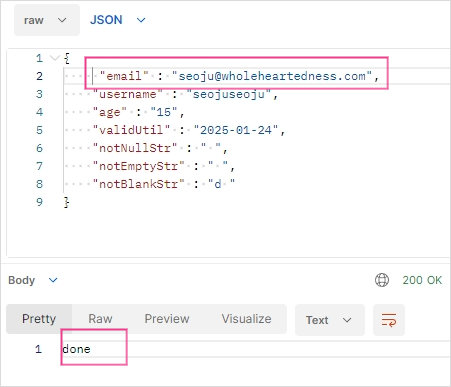 raw JSON
1 {
2 "email" : "seoju@wholeheartedness.com",
3 "username" : "seojuseoju",
4 "age" : "15",
5 "validUtil" : "2025-01-24",
6 "notNullStr" : " ",
7 "notEmptyStr" : " ",
8 "notBlankStr" : "d "
9 }
Body 200 OK
Pretty Raw Preview Visualize Text
1 done